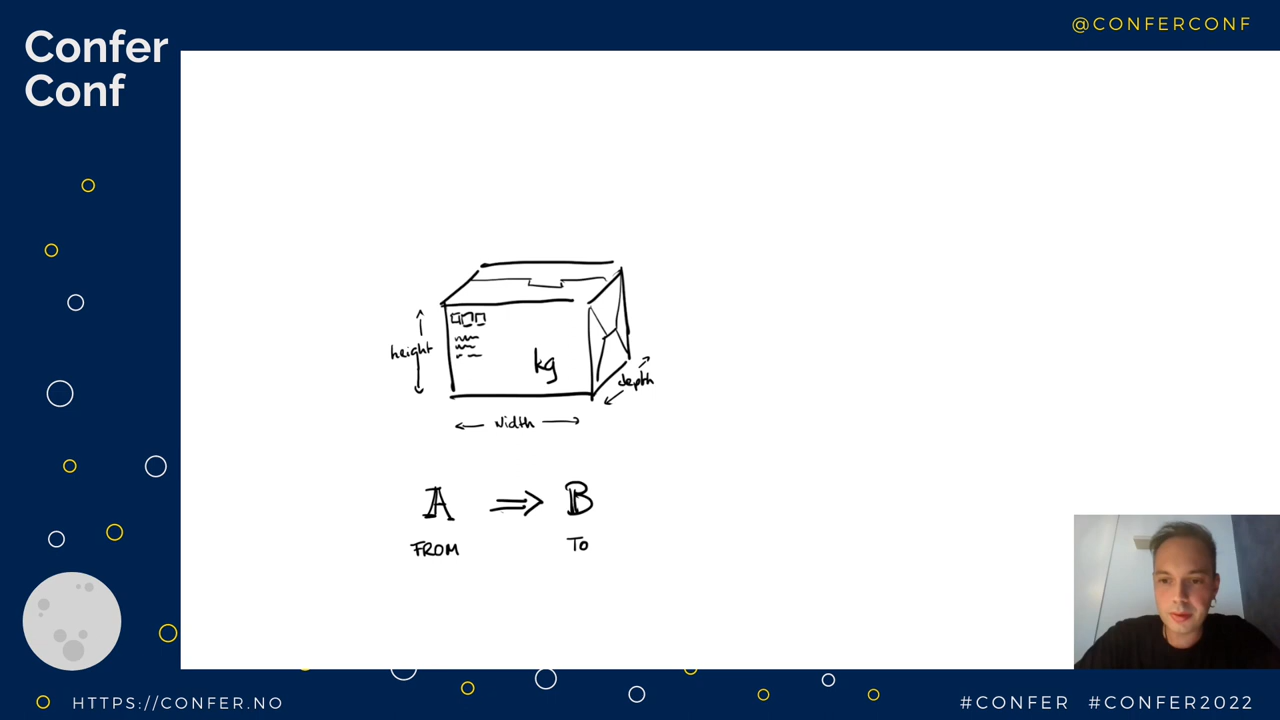 @CONFERCONF
Confer
Conf
height
kg
depth
width
A ⇒ B
FROM TO
HTTPS://CONFER.NO
#CONFER #CONFER2022